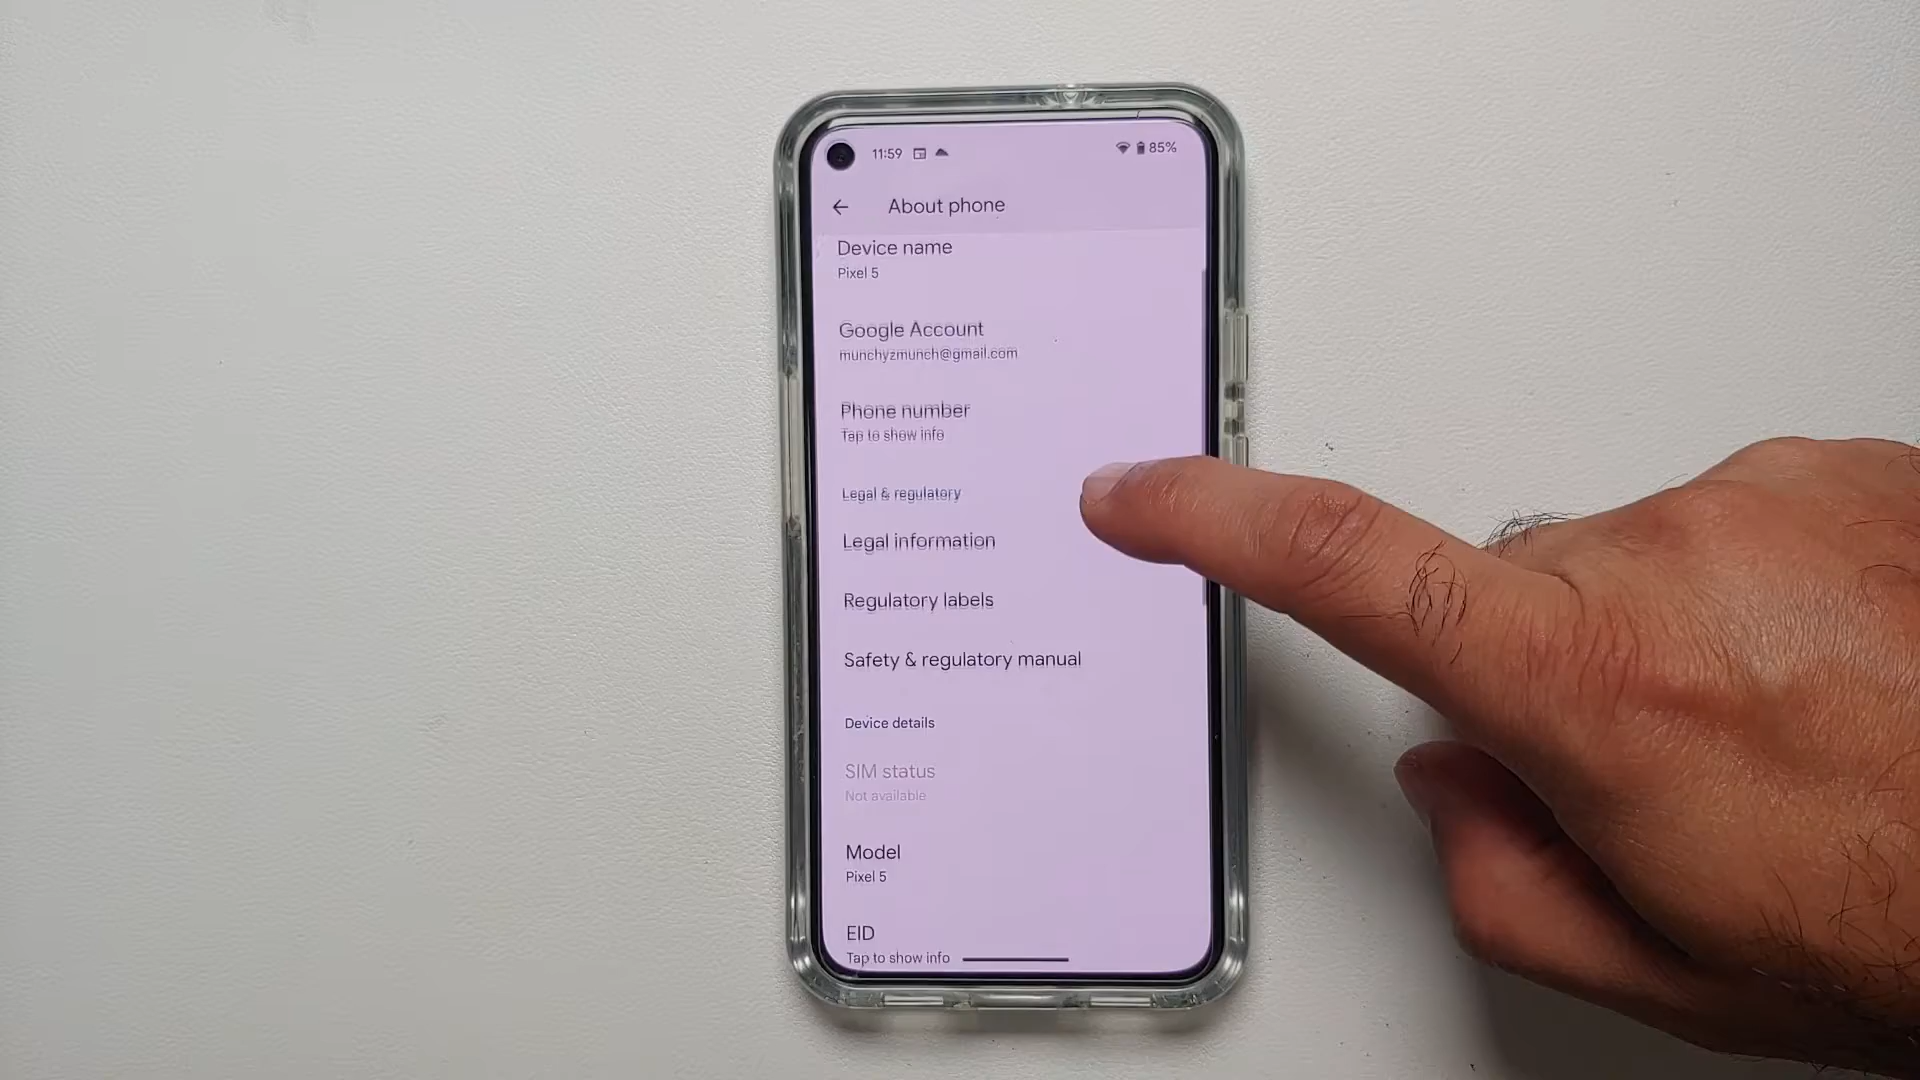 11:59
85%
About phone
Device name
Pixel 5
Google Account
munchyzmunch@gmail.com
Phone number
Tap to show info
Legal & regulatory
Legal information
Regulatory labels
Safety & regulatory manual
Device details
SIM status
Not available
Model
Pixel 5
EID
Tap to show info